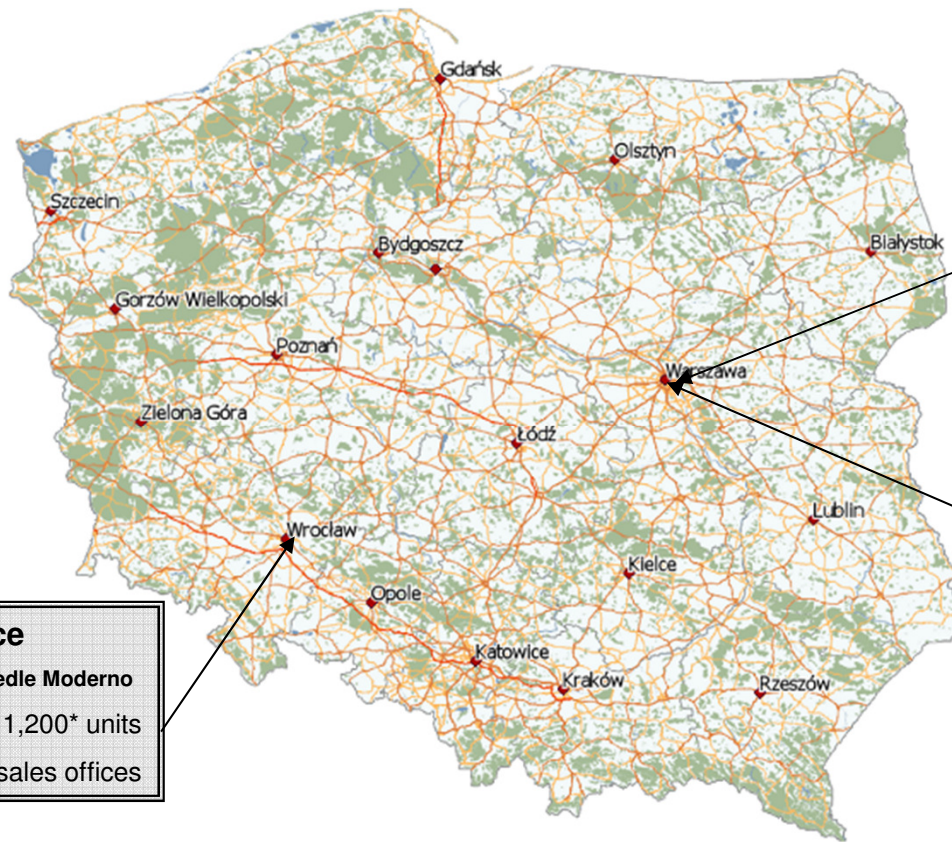 Gdańsk
Olsztyn
Szczecin
Bydgoszcz
Białystok
Gorzów Wielkopolski
Poznań
Warszawa
Zielona Góra
Łódź
Lublin
Wrocław
Kielce
Opole
Katowice
Kraków
Rzeszów
ce
edle Moderno
1,200* units
sales offices